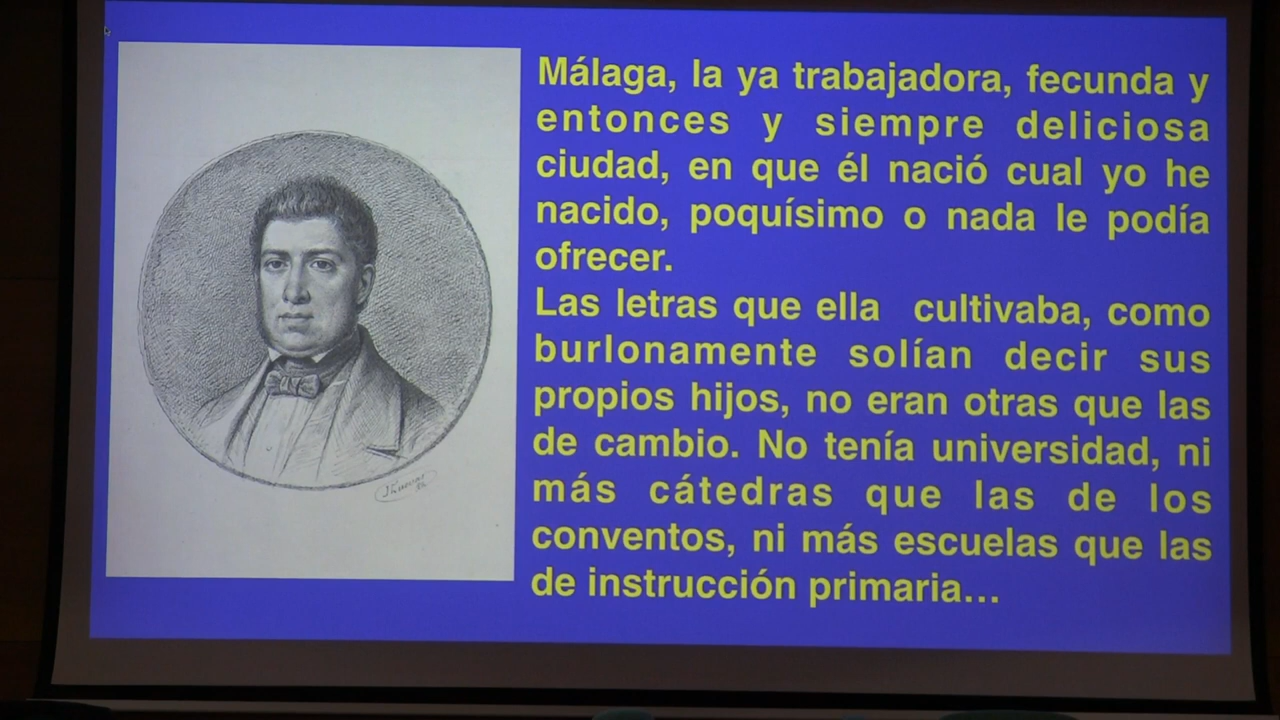 Málaga, la ya trabajadora, fecunda y
entonces y siempre deliciosa
ciudad, en que él nació cual yo he
nacido, poquísimo o nada le podía
ofrecer.
Las letras que ella cultivaba, como
burlonamente solían decir sus
propios hijos, no eran otras que las
de cambio. No tenía universidad, ni
más cátedras que las de los
conventos, ni más escuelas que las
de instrucción primaria...